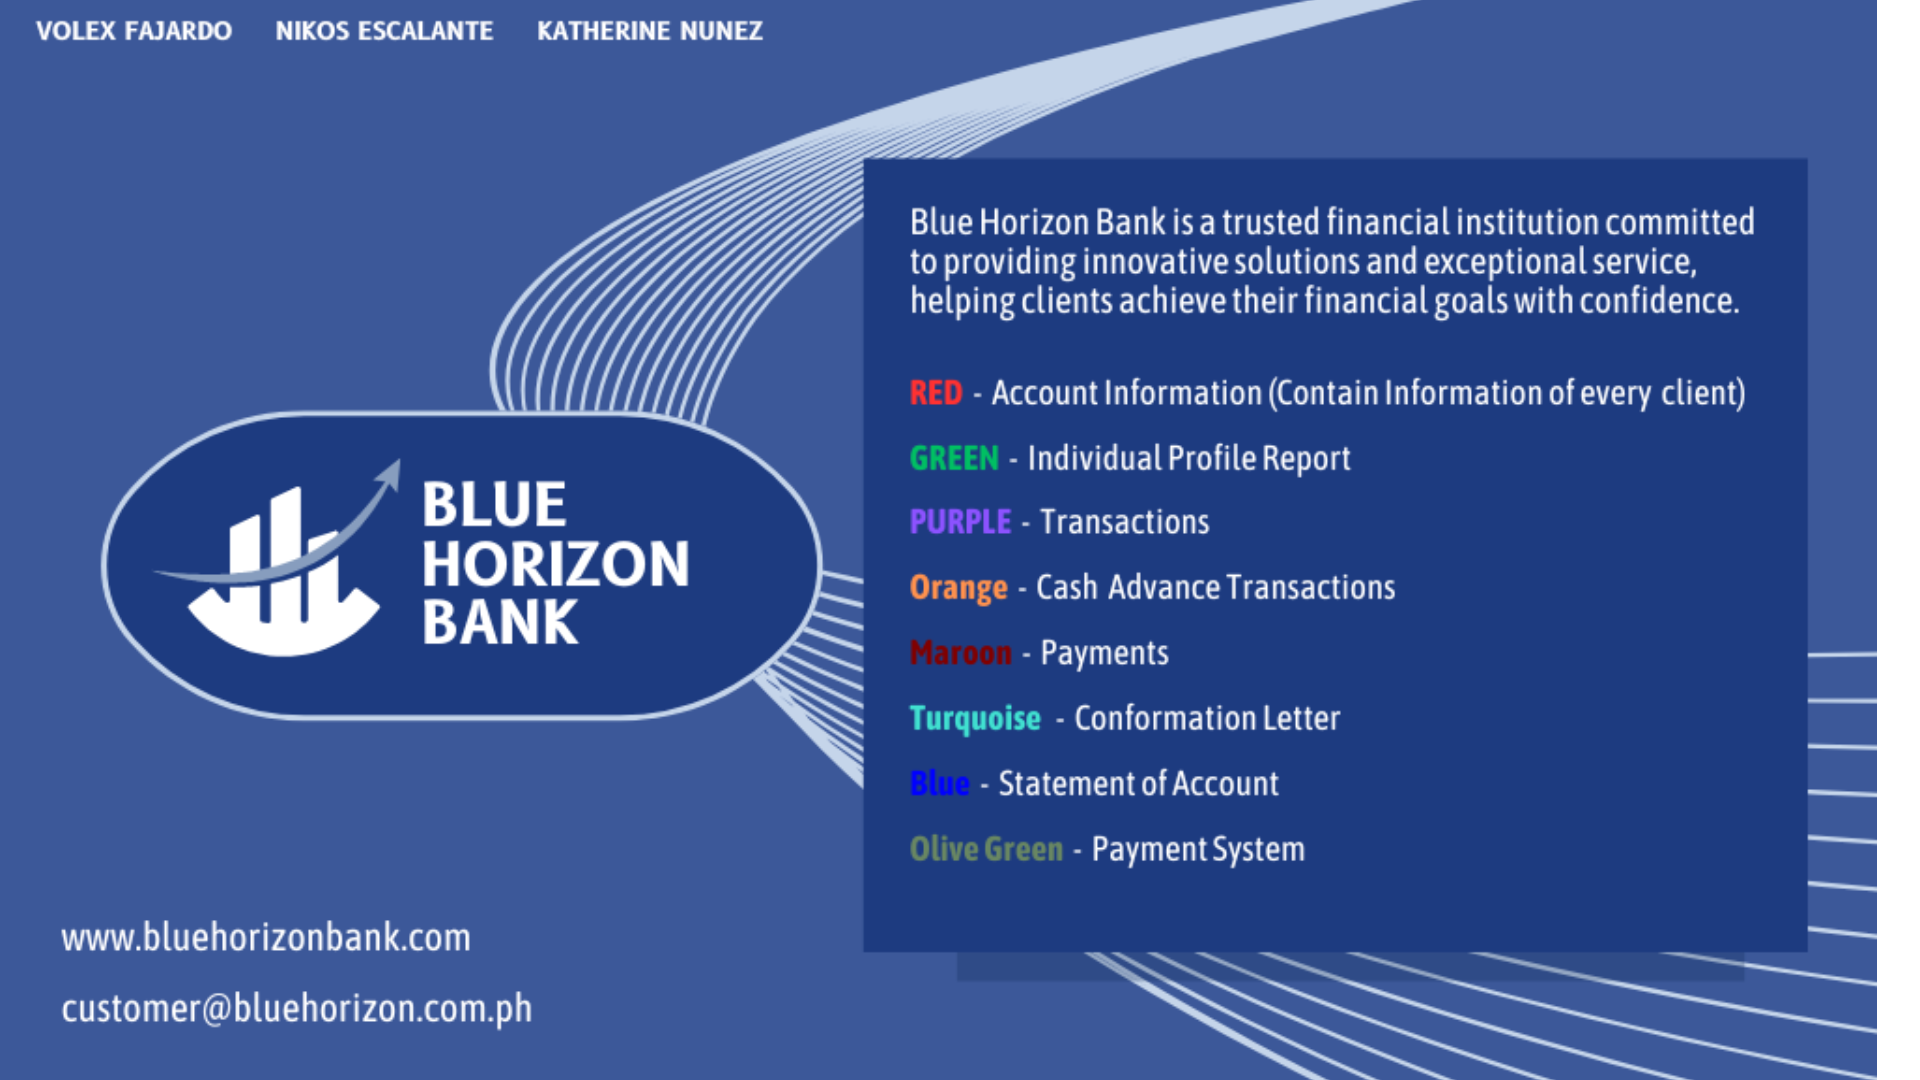 VOLEX FAJARDO NIKOS ESCALANTE KATHERINE NUNEZ
BLUE
HORIZON
BANK
Blue Horizon Bank is a trusted financial institution committed
to providing innovative solutions and exceptional service,
helping clients achieve their financial goals with confidence.
RED - Account Information (Contain Information of every client)
GREEN - Individual Profile Report
PURPLE - Transactions
Orange - Cash Advance Transactions
Maroon - Payments
Turquoise - Conformation Letter
Blue - Statement of Account
Olive Green - Payment System
www.bluehorizonbank.com
customer@bluehorizon.com.ph